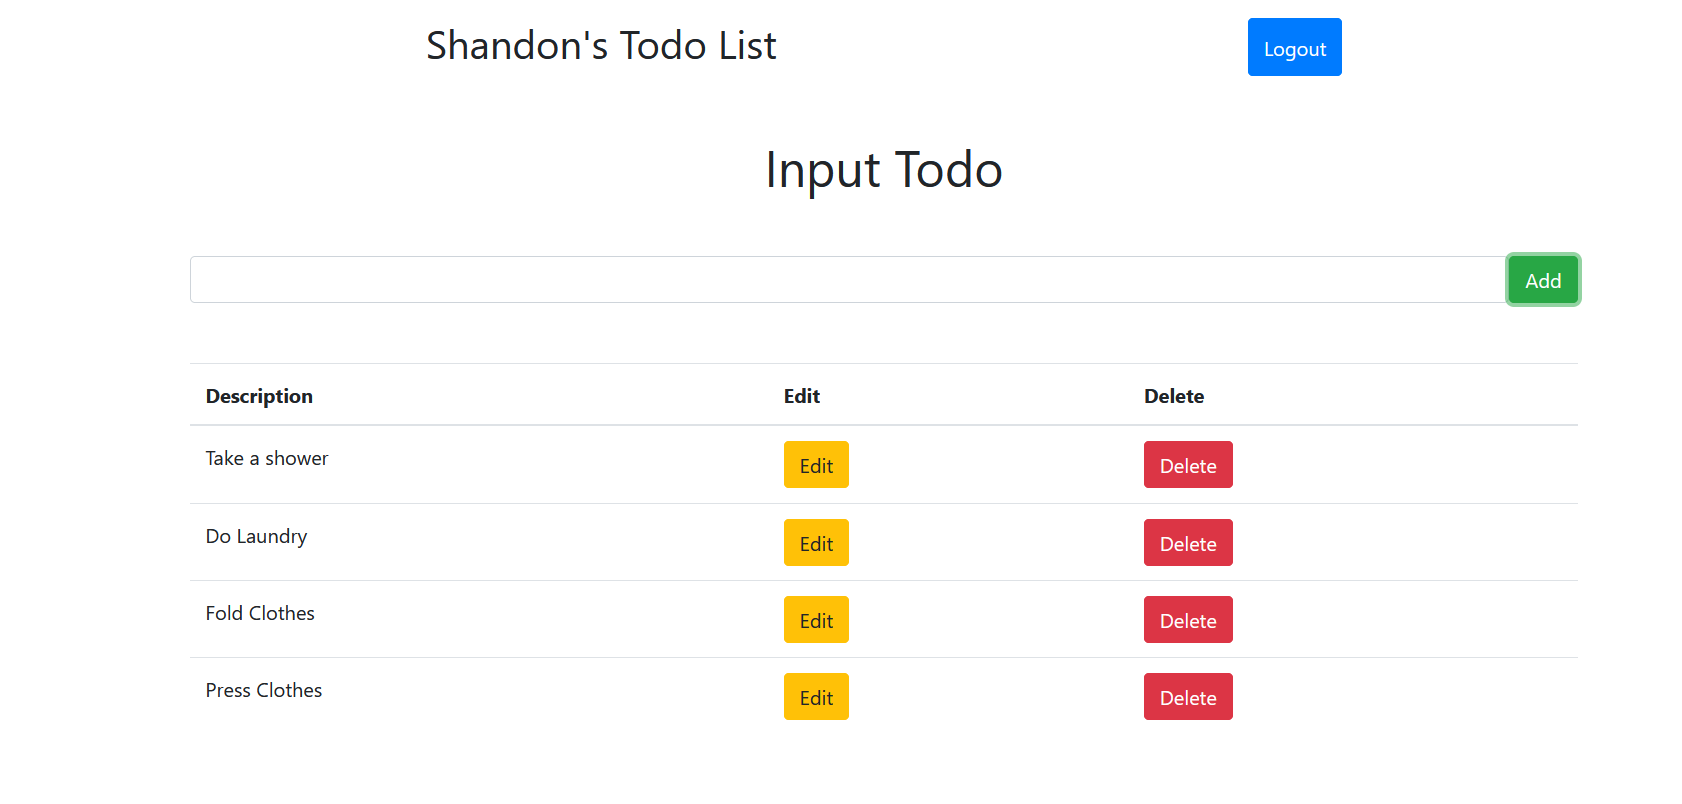 Shandon's Todo List Logout
Input Todo
Add
Description Edit Delete
Take a shower Edit Delete
Do Laundry Edit Delete
Fold Clothes Edit Delete
Press Clothes Edit Delete